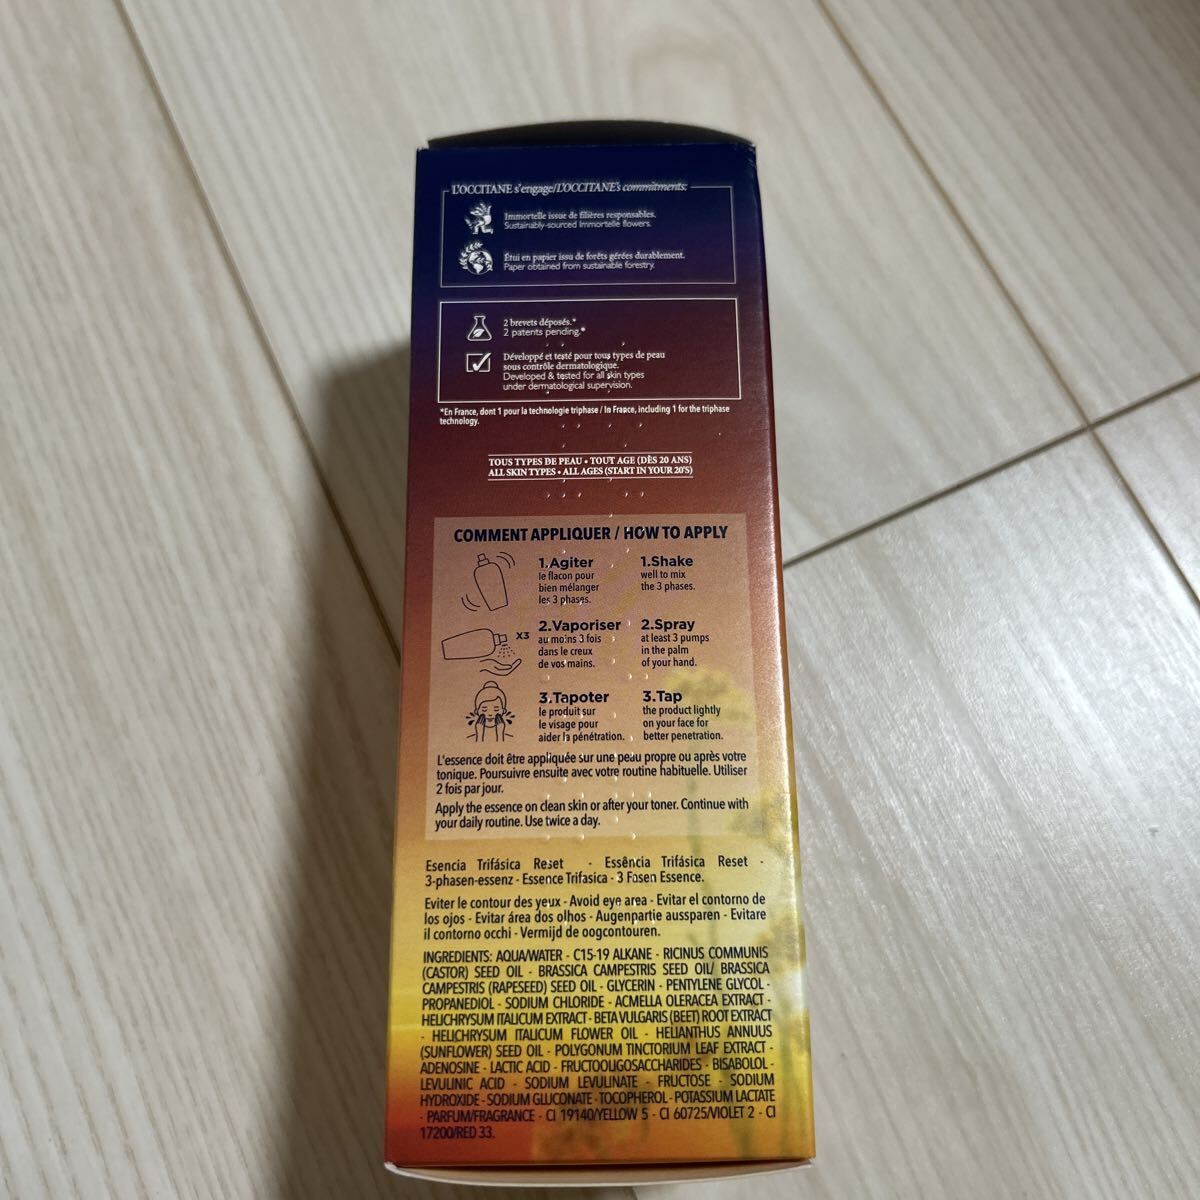 L'OCCITANE s'engage/L'OCCITANE's commitments:
Immortelle issue de filières responsables.
Sustainably-sourced Immortelle flowers.
Étui en papier issu de forêts gérées durablement.
Paper obtained from sustainable forestry.
2 brevets déposés.*
2 patents pending.*
Développé et testé pour tous types de peau
sous contrôle dermatologique.
Developed & tested for all skin types
under dermatological supervision.
*En France, dont 1 pour la technologie triphase / In France, including 1 for the triphase
technology.
TOUS TYPES DE PEAU • TOUT AGE (DÈS 20 ANS)
ALL SKIN TYPES • ALL AGES (START IN YOUR 20'S)
COMMENT APPLIQUER / HOW TO APPLY
1.Agiter
le flacon pour
bien mélanger
les 3 phases.
1.Shake
well to mix
the 3 phases.
X3
2.Vaporiser
au moins 3 fois
dans le creux
de vos mains.
2.Spray
at least 3 pumps
in the palm
of your hand.
3.Tapoter
le produit sur
le visage pour
aider la pénétration.
3.Tap
the product lightly
on your face for
better penetration.
L'essence doit être appliquée sur une peau propre ou après votre
tonique. Poursuivre ensuite avec votre routine habituelle. Utiliser
2 fois par jour.
Apply the essence on clean skin or after your toner. Continue with
your daily routine. Use twice a day.
Esencia Trifásica Reset - Essência Trifásica Reset -
3-phasen-essenz - Essence Trifasica - 3 Fasen Essence.
Eviter le contour des yeux - Avoid eye area - Evitar el contorno de
los ojos - Evitar área dos olhos - Augenpartie aussparen - Evitare
il contorno occhi - Vermijd de oogcontouren.
INGREDIENTS: AQUA/WATER - C15-19 ALKANE - RICINUS COMMUNIS
(CASTOR) SEED OIL - BRASSICA CAMPESTRIS SEED OIL/ BRASSICA
CAMPESTRIS (RAPESEED) SEED OIL - GLYCERIN - PENTYLENE GLYCOL -
PROPANEDIOL - SODIUM CHLORIDE - ACMELLA OLERACEA EXTRACT -
HELICHRYSUM ITALICUM EXTRACT - BETA VULGARIS (BEET) ROOT EXTRACT
- HELICHRYSUM ITALICUM FLOWER OIL - HELIANTHUS ANNUUS
(SUNFLOWER) SEED OIL - POLYGONUM TINCTORIUM LEAF EXTRACT -
ADENOSINE - LACTIC ACID - FRUCTOOLIGOSACCHARIDES - BISABOLOL -
LEVULINIC ACID - SODIUM LEVULINATE - FRUCTOSE - SODIUM
HYDROXIDE - SODIUM GLUCONATE - TOCOPHEROL - POTASSIUM LACTATE
- PARFUM/FRAGRANCE - CI 19140/YELLOW 5 - CI 60725/VIOLET 2 - CI
17200/RED 33.